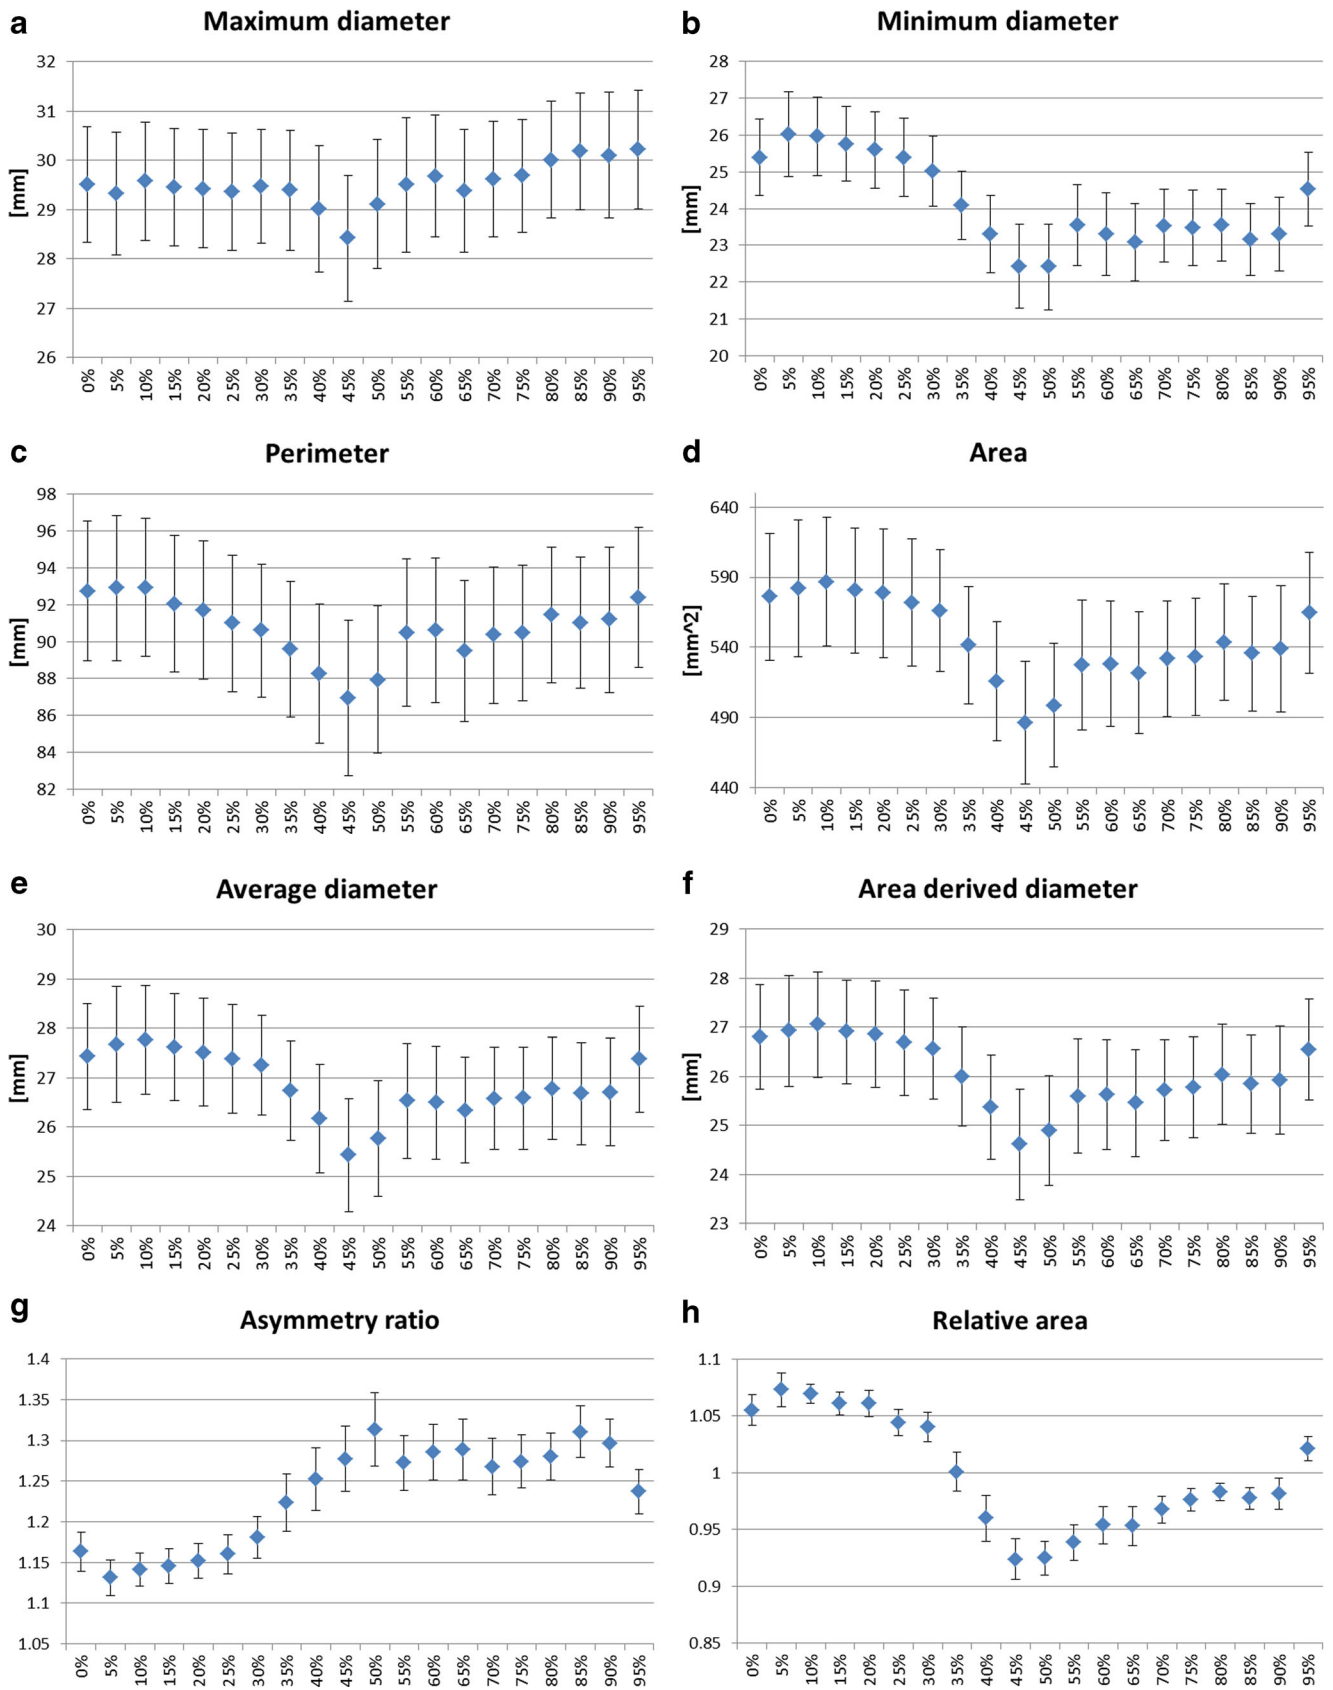 a Maximum diameter
[mm]
32
31
30
29
28
27
26
0% 5% 10% 15% 20% 25% 30% 35% 40% 45% 50% 55% 60% 65% 70% 75% 80% 85% 90% 95%
b Minimum diameter
[mm]
28
27
26
25
24
23
22
21
20
0% 5% 10% 15% 20% 25% 30% 35% 40% 45% 50% 55% 60% 65% 70% 75% 80% 85% 90% 95%
c Perimeter
[mm]
98
96
94
92
90
88
86
84
82
0% 5% 10% 15% 20% 25% 30% 35% 40% 45% 50% 55% 60% 65% 70% 75% 80% 85% 90% 95%
d Area
[mm^2]
640
590
540
490
440
0% 5% 10% 15% 20% 25% 30% 35% 40% 45% 50% 55% 60% 65% 70% 75% 80% 85% 90% 95%
e Average diameter
[mm]
30
29
28
27
26
25
24
0% 5% 10% 15% 20% 25% 30% 35% 40% 45% 50% 55% 60% 65% 70% 75% 80% 85% 90% 95%
f Area derived diameter
[mm]
29
28
27
26
25
24
23
0% 5% 10% 15% 20% 25% 30% 35% 40% 45% 50% 55% 60% 65% 70% 75% 80% 85% 90% 95%
g Asymmetry ratio
1.4
1.35
1.3
1.25
1.2
1.15
1.1
1.05
0% 5% 10% 15% 20% 25% 30% 35% 40% 45% 50% 55% 60% 65% 70% 75% 80% 85% 90% 95%
h Relative area
1.1
1.05
1
0.95
0.9
0.85
0% 5% 10% 15% 20% 25% 30% 35% 40% 45% 50% 55% 60% 65% 70% 75% 80% 85% 90% 95%